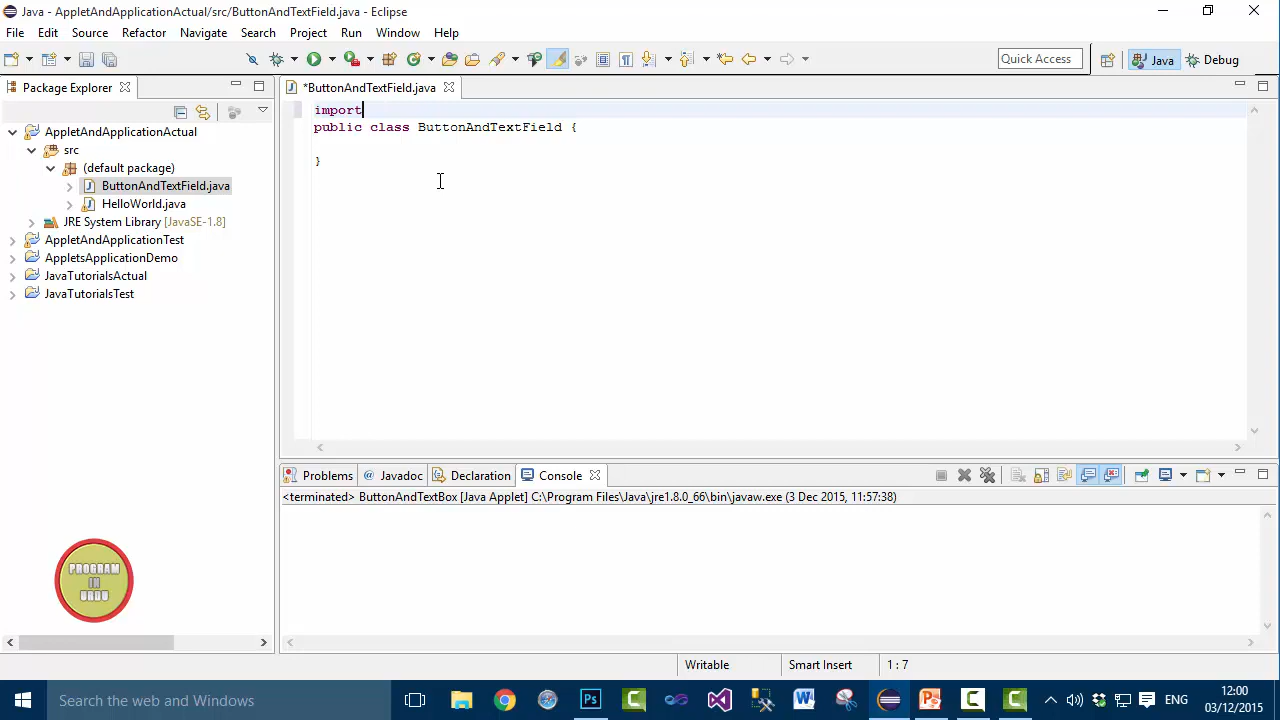 Java - AppletAndApplicationActual/src/ButtonAndTextField.java - Eclipse
File Edit Source Refactor Navigate Search Project Run Window Help
Quick Access Java Debug
Package Explorer
*ButtonAndTextField.java
AppletAndApplicationActual
src
(default package)
ButtonAndTextField.java
HelloWorld.java
JRE System Library [JavaSE-1.8]
AppletAndApplicationTest
AppletsApplicationDemo
JavaTutorialsActual
JavaTutorialsTest
import
public class ButtonAndTextField {
}
Problems @ Javadoc Declaration Console
<terminated> ButtonAndTextBox [Java Applet] C:\Program Files\Java\jre1.8.0_66\bin\javaw.exe (3 Dec 2015, 11:57:38)
PROGRAM
IN
URDU
Writable Smart Insert 1 : 7
Search the web and Windows
Ps
ENG
12:00
03/12/2015